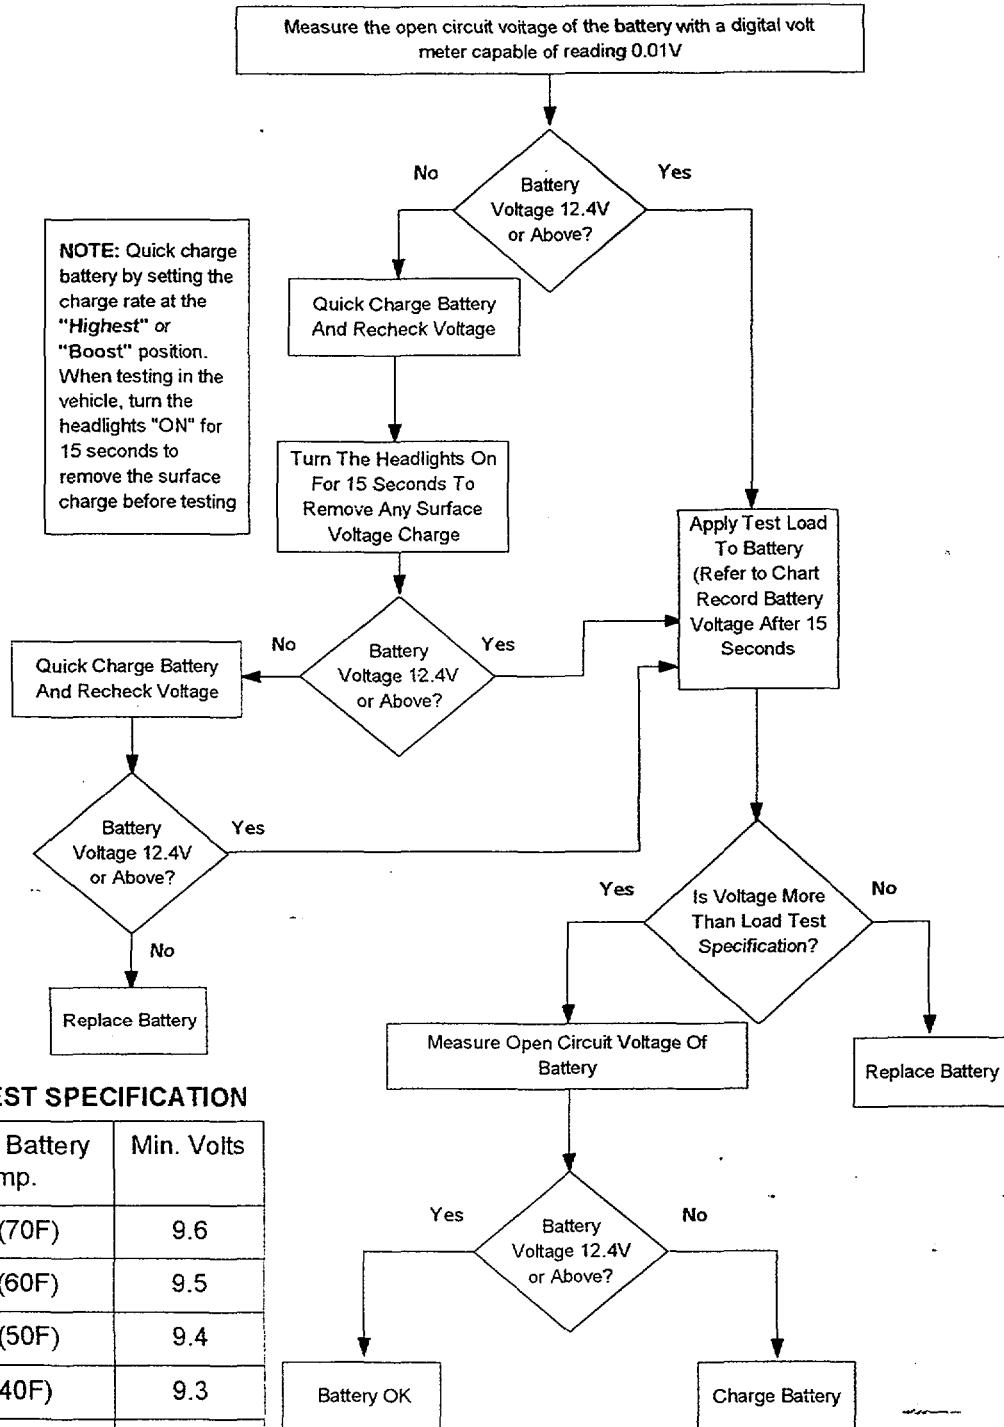 Measure the open circuit voltage of the battery with a digital volt
meter capable of reading 0.01V
No
Yes
Battery
Voltage 12.4V
or Above?
NOTE: Quick charge
battery by setting the
charge rate at the
"Highest" or
"Boost" position.
When testing in the
vehicle, turn the
headlights "ON" for
15 seconds to
remove the surface
charge before testing
Quick Charge Battery
And Recheck Voltage
Turn The Headlights On
For 15 Seconds To
Remove Any Surface
Voltage Charge
Apply Test Load
To Battery
(Refer to Chart
Record Battery
Voltage After 15
Seconds
No
Yes
Battery
Voltage 12.4V
or Above?
Quick Charge Battery
And Recheck Voltage
Battery
Voltage 12.4V
or Above?
Yes
No
Replace Battery
Yes
No
Is Voltage More
Than Load Test
Specification?
Measure Open Circuit Voltage Of
Battery
Replace Battery
Yes
No
Battery
Voltage 12.4V
or Above?
Battery OK
Charge Battery
EST SPECIFICATION
Battery
mp.
Min. Volts
(70F) 9.6
(60F) 9.5
(50F) 9.4
40F) 9.3